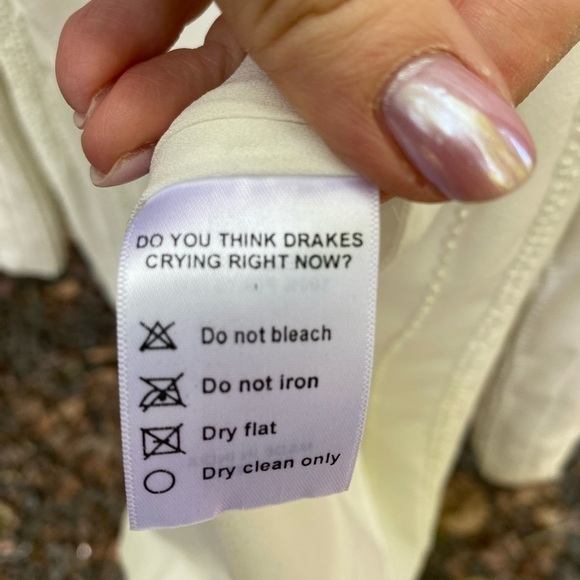 DO YOU THINK DRAKES
CRYING RIGHT NOW?
Do not bleach
Do not iron
Dry flat
Dry clean only